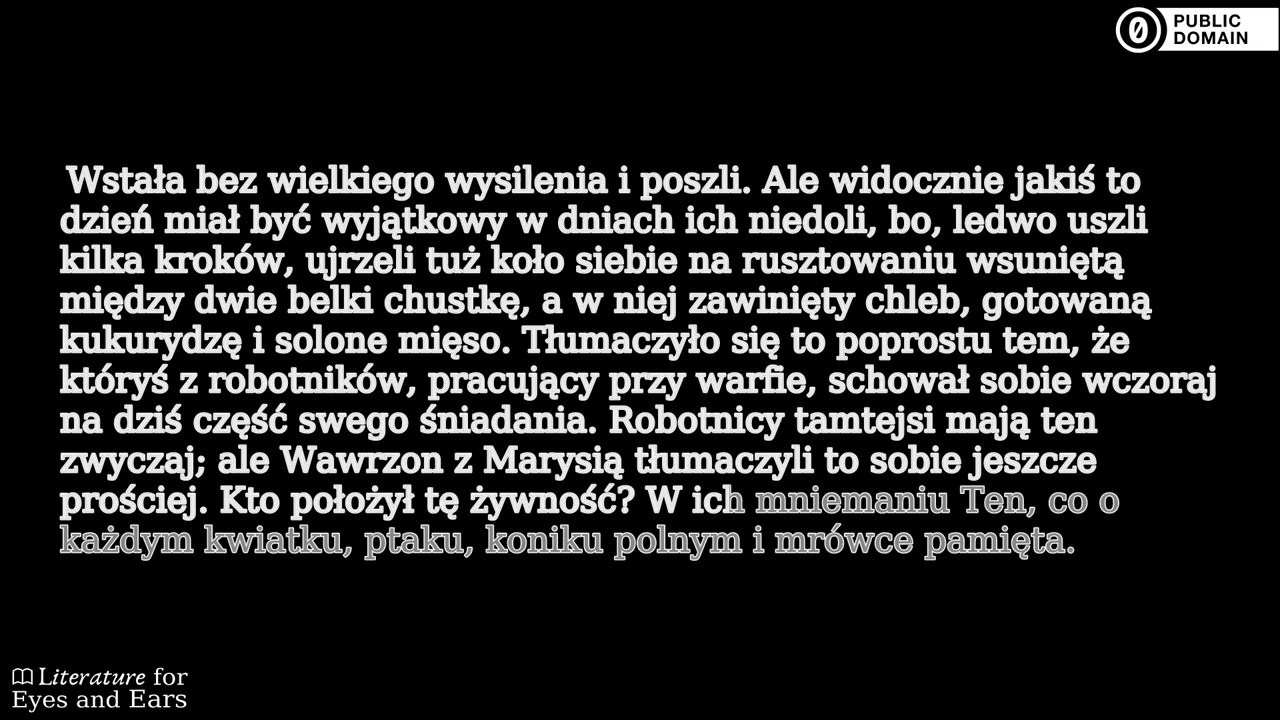 PUBLIC
DOMAIN
Wstała bez wielkiego wysilenia i poszli. Ale widocznie jakiś to
dzień miał być wyjątkowy w dniach ich niedoli, bo, ledwo uszli
kilka kroków, ujrzeli tuż koło siebie na rusztowaniu wsuniętą
między dwie belki chustkę, a w niej zawinięty chleb, gotowaną
kukurydzę i solone mięso. Tłumaczyło się to poprostu tem, że
któryś z robotników, pracujący przy warfie, schował sobie wczoraj
na dziś część swego śniadania. Robotnicy tamtejsi mają ten
zwyczaj; ale Wawrzon z Marysią tłumaczyli to sobie jeszcze
prościej. Kto położył tę żywność? W ich mniemaniu Ten, co o
każdym kwiatku, ptaku, koniku polnym i mrówce pamięta.
Literature for
Eyes and Ears